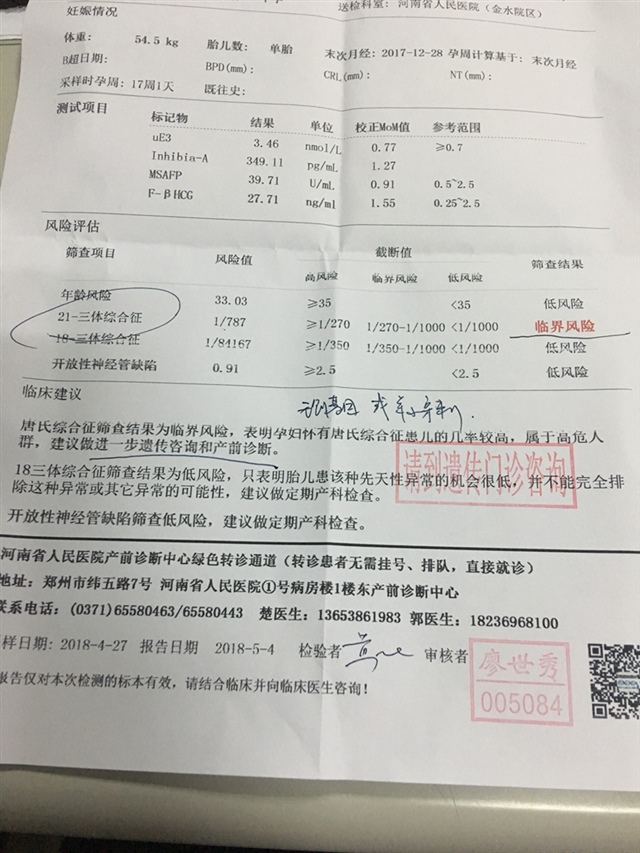 送检科室：河南省人民医院（金水院区）
妊娠情况
体重： 54.5 kg 胎儿数： 单胎 末次月经：2017-12-28 孕周计算基于：末次月经
B超日期： BPD(mm)： CRL(mm)： NT(mm)：
采样时孕周：17周1天 既往史：
测试项目 标记物 结果 单位 校正MoM值 参考范围
uE3 3.46 nmol/L 0.77 ≥0.7
Inhibia-A 349.11 pg/mL 1.27
MSAFP 39.71 U/mL 0.91 0.5~2.5
F-βHCG 27.71 ng/ml 1.55 0.25~2.5
风险评估
筛查项目 风险值 截断值 筛查结果
高风险 临界风险 低风险
年龄风险 33.03 ≥35 <35 低风险
21-三体综合征 1/787 ≥1/270 1/270-1/1000 <1/1000 临界风险
18-三体综合征 1/84167 ≥1/350 1/350-1/1000 <1/1000 低风险
开放性神经管缺陷 0.91 ≥2.5 <2.5 低风险
临床建议
唐氏综合征筛查结果为临界风险，表明孕妇怀有唐氏综合征患儿的几率较高，属于高危人
群，建议做进一步遗传咨询和产前诊断。
请到遗传门诊咨询
18三体综合征筛查结果为低风险，只表明胎儿患该种先天性异常的机会很低，并不能完全排
除这种异常或其它异常的可能性，建议做定期产科检查。
开放性神经管缺陷筛查低风险，建议做定期产科检查。
河南省人民医院产前诊断中心绿色转诊通道（转诊患者无需挂号、排队，直接就诊）
地址：郑州市纬五路7号 河南省人民医院①号病房楼1楼东产前诊断中心
联系电话：(0371)65580463/65580443 楚医生：13653861983 郭医生：18236968100
采样日期：2018-4-27 报告日期 2018-5-4 检验者 审核者
廖世秀
005084
报告仅对本次检测的标本有效，请结合临床并向临床医生咨询！